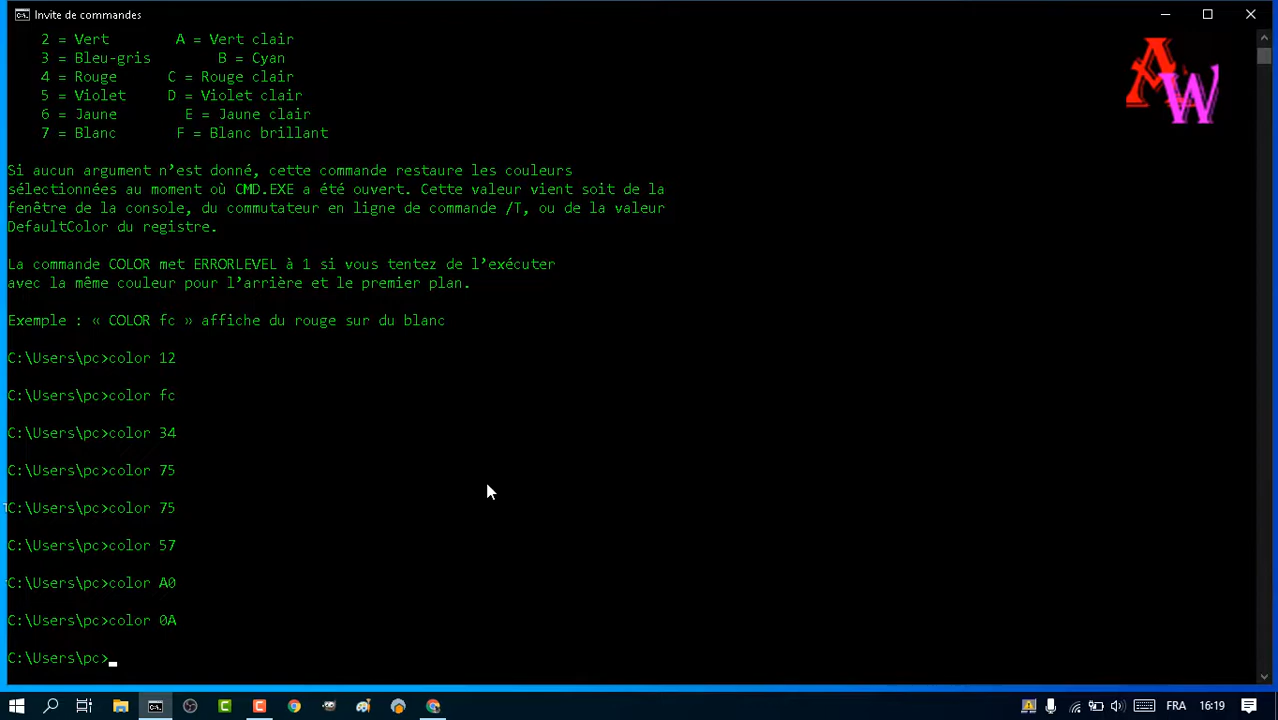 Invite de commandes
2 = Vert A = Vert clair
3 = Bleu-gris B = Cyan
4 = Rouge C = Rouge clair
5 = Violet D = Violet clair
6 = Jaune E = Jaune clair
7 = Blanc F = Blanc brillant
Si aucun argument n’est donné, cette commande restaure les couleurs
sélectionnées au moment où CMD.EXE a été ouvert. Cette valeur vient soit de la
fenêtre de la console, du commutateur en ligne de commande /T, ou de la valeur
DefaultColor du registre.
La commande COLOR met ERRORLEVEL à 1 si vous tentez de l’exécuter
avec la même couleur pour l’arrière et le premier plan.
Exemple : « COLOR fc » affiche du rouge sur du blanc
C:\Users\pc>color 12
C:\Users\pc>color fc
C:\Users\pc>color 34
C:\Users\pc>color 75
C:\Users\pc>color 75
C:\Users\pc>color 57
C:\Users\pc>color A0
C:\Users\pc>color 0A
C:\Users\pc>
AW
FRA
16:19